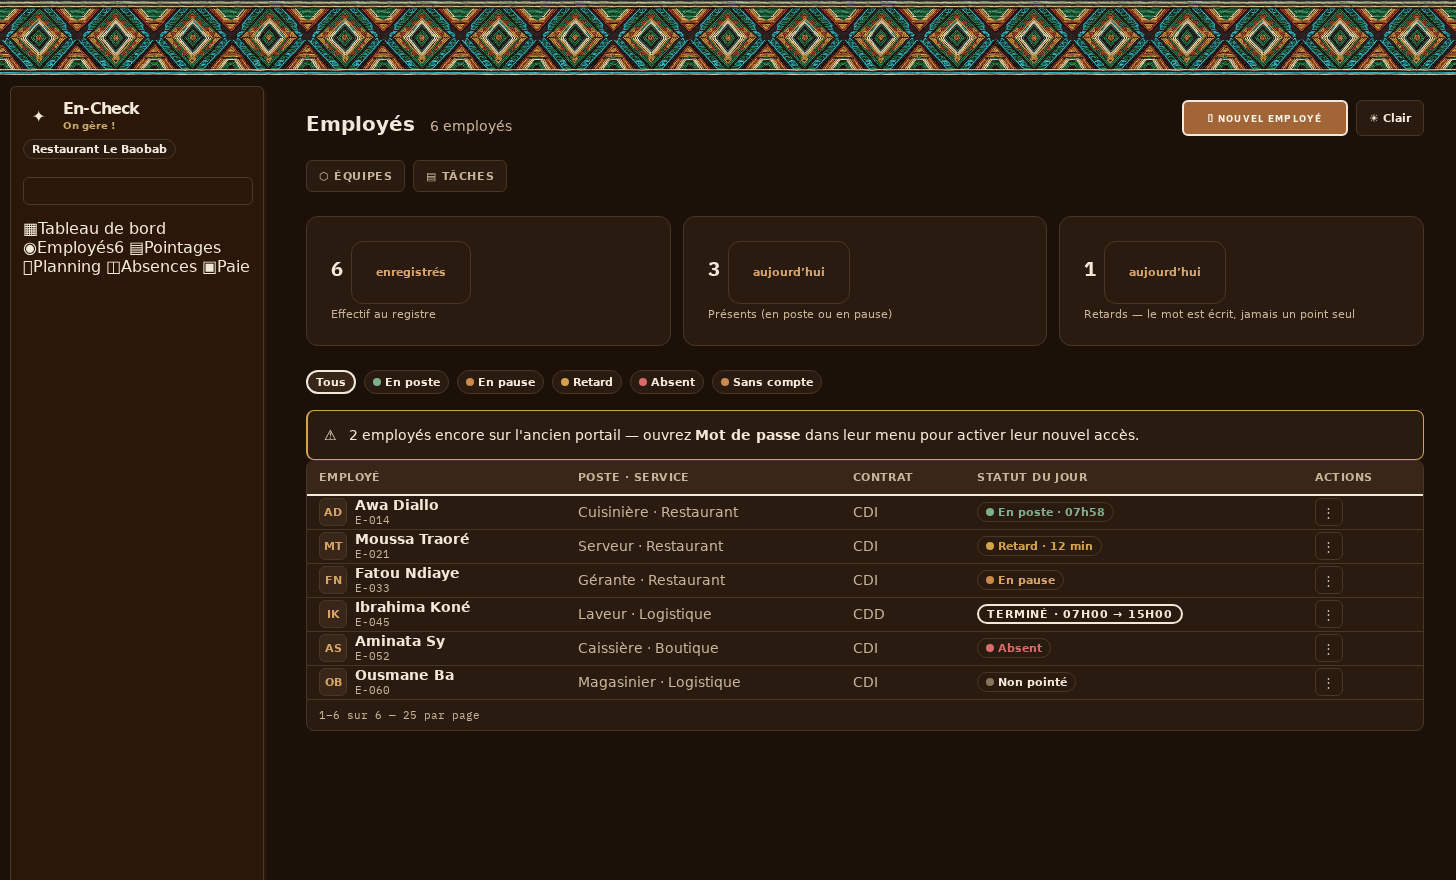 En-Check
On gère !
Restaurant Le Baobab
Tableau de bord
Employés6 Pointages
Planning Absences Paie
Employés 6 employés
NOUVEL EMPLOYÉ
Clair
ÉQUIPES
TÂCHES
6 enregistrés
Effectif au registre
3 aujourd’hui
Présents (en poste ou en pause)
1 aujourd’hui
Retards — le mot est écrit, jamais un point seul
Tous En poste En pause Retard Absent Sans compte
⚠ 2 employés encore sur l'ancien portail — ouvrez Mot de passe dans leur menu pour activer leur nouvel accès.
EMPLOYÉ POSTE · SERVICE CONTRAT STATUT DU JOUR ACTIONS
AD Awa Diallo
E-014
Cuisinière · Restaurant CDI En poste · 07h58
MT Moussa Traoré
E-021
Serveur · Restaurant CDI Retard · 12 min
FN Fatou Ndiaye
E-033
Gérante · Restaurant CDI En pause
IK Ibrahima Koné
E-045
Laveur · Logistique CDD TERMINÉ · 07H00 → 15H00
AS Aminata Sy
E-052
Caissière · Boutique CDI Absent
OB Ousmane Ba
E-060
Magasinier · Logistique CDI Non pointé
1–6 sur 6 — 25 par page